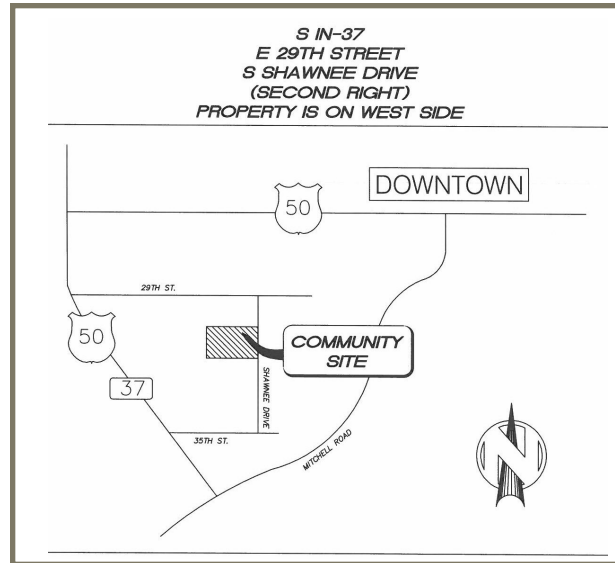 S IN-37
E 29TH STREET
S SHAWNEE DRIVE
(SECOND RIGHT)
PROPERTY IS ON WEST SIDE
DOWNTOWN
50
29TH ST.
50
COMMUNITY
SITE
37
SHAWNEE DRIVE
35TH ST.
MITCHELL ROAD
N